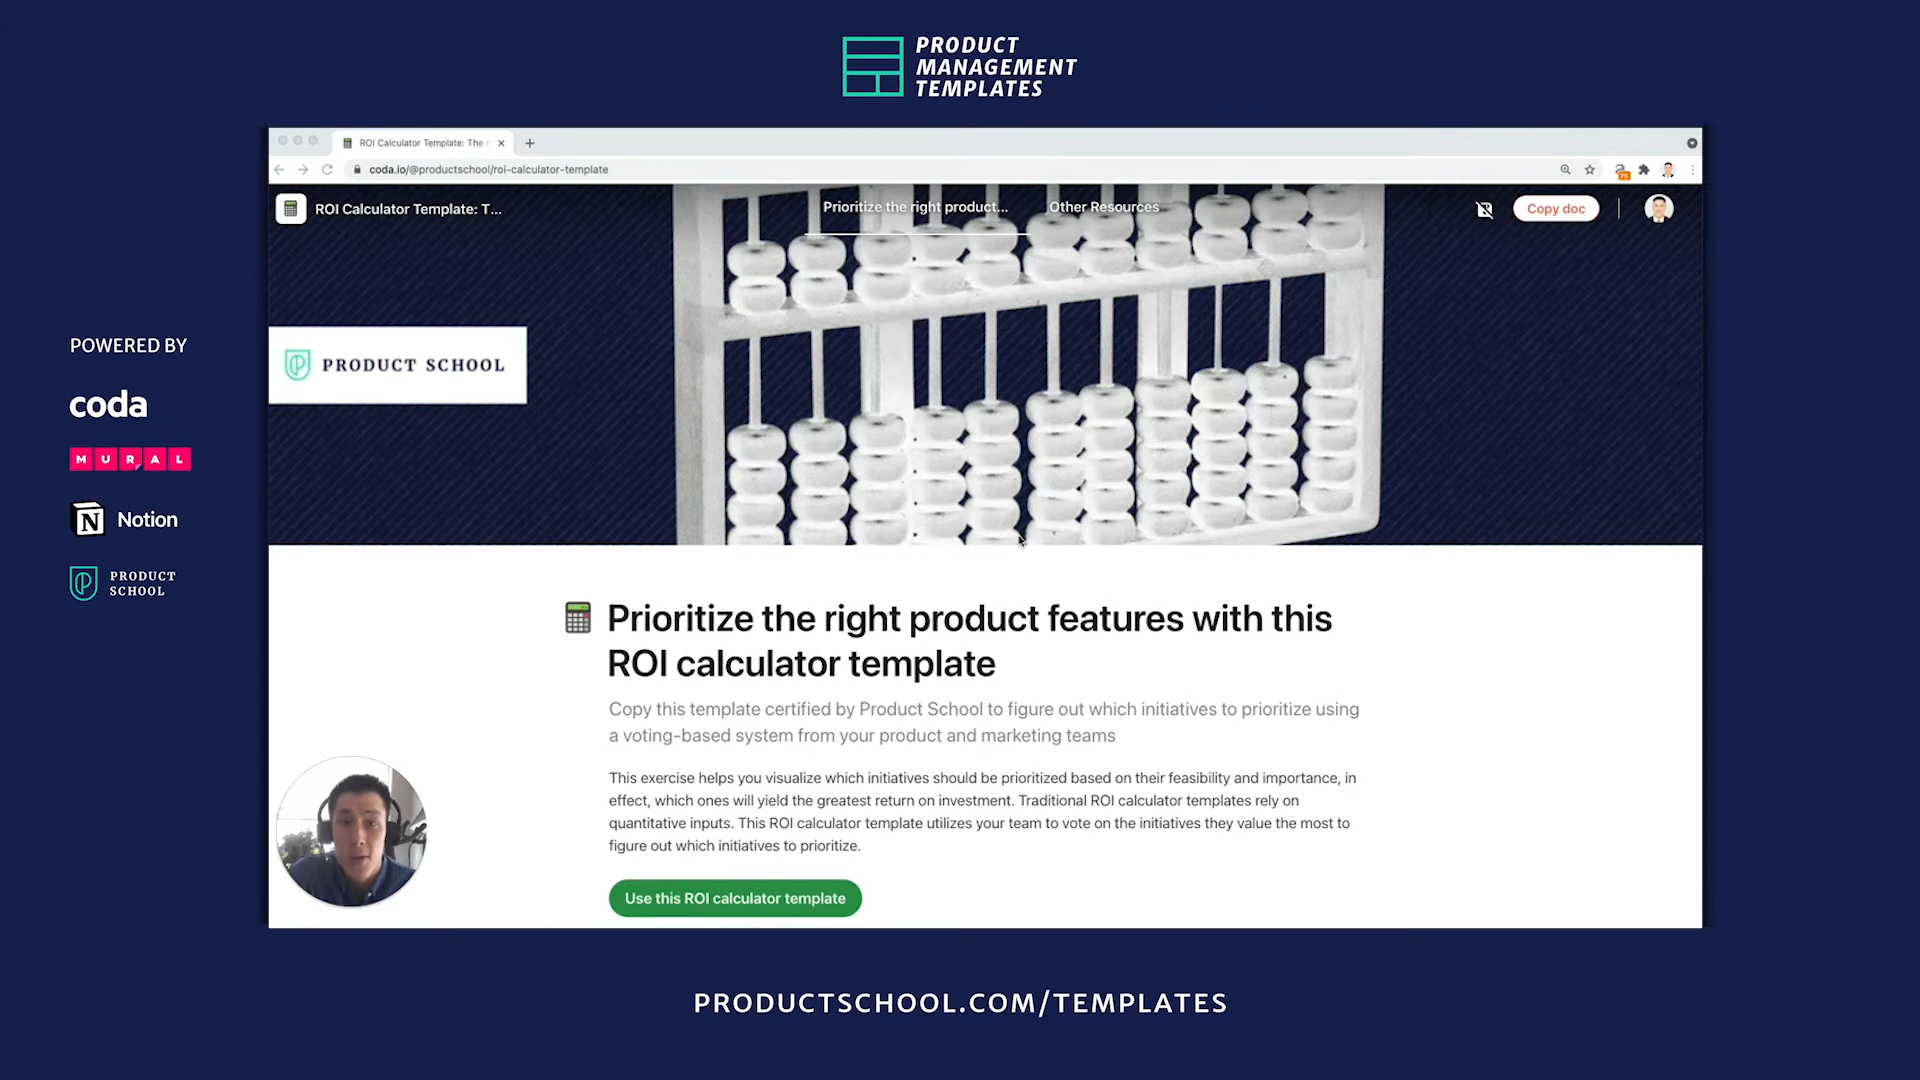 PRODUCT
MANAGEMENT
TEMPLATES
ROI Calculator Template: The
coda.io/@productschool/roi-calculator-template
ROI Calculator Template: T...
Prioritize the right product...
Other Resources
Copy doc
PRODUCT SCHOOL
POWERED BY
coda
MURAL
Notion
PRODUCT
SCHOOL
Prioritize the right product features with this
ROI calculator template
Copy this template certified by Product School to figure out which initiatives to prioritize using
a voting-based system from your product and marketing teams
This exercise helps you visualize which initiatives should be prioritized based on their feasibility and importance, in
effect, which ones will yield the greatest return on investment. Traditional ROI calculator templates rely on
quantitative inputs. This ROI calculator template utilizes your team to vote on the initiatives they value the most to
figure out which initiatives to prioritize.
Use this ROI calculator template
PRODUCTSCHOOL.COM/TEMPLATES